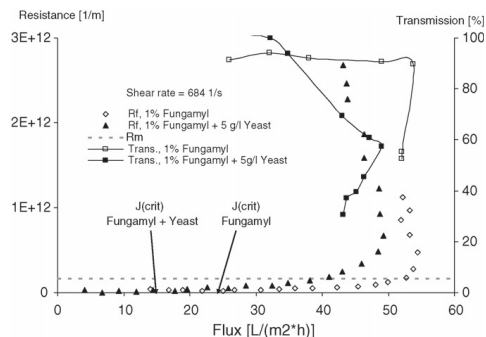 Resistance [1/m]
Transmission [%]
3E+12
2E+12
1E+12
0
100
80
60
40
20
0
Shear rate = 684 1/s
Rf, 1% Fungamyl
Rf, 1% Fungamyl + 5 g/l Yeast
Rm
Trans., 1% Fungamyl
Trans., 1% Fungamyl + 5g/l Yeast
J(crit)
Fungamyl + Yeast
J(crit)
Fungamyl
0 10 20 30 40 50 60
Flux [L/(m2*h)]